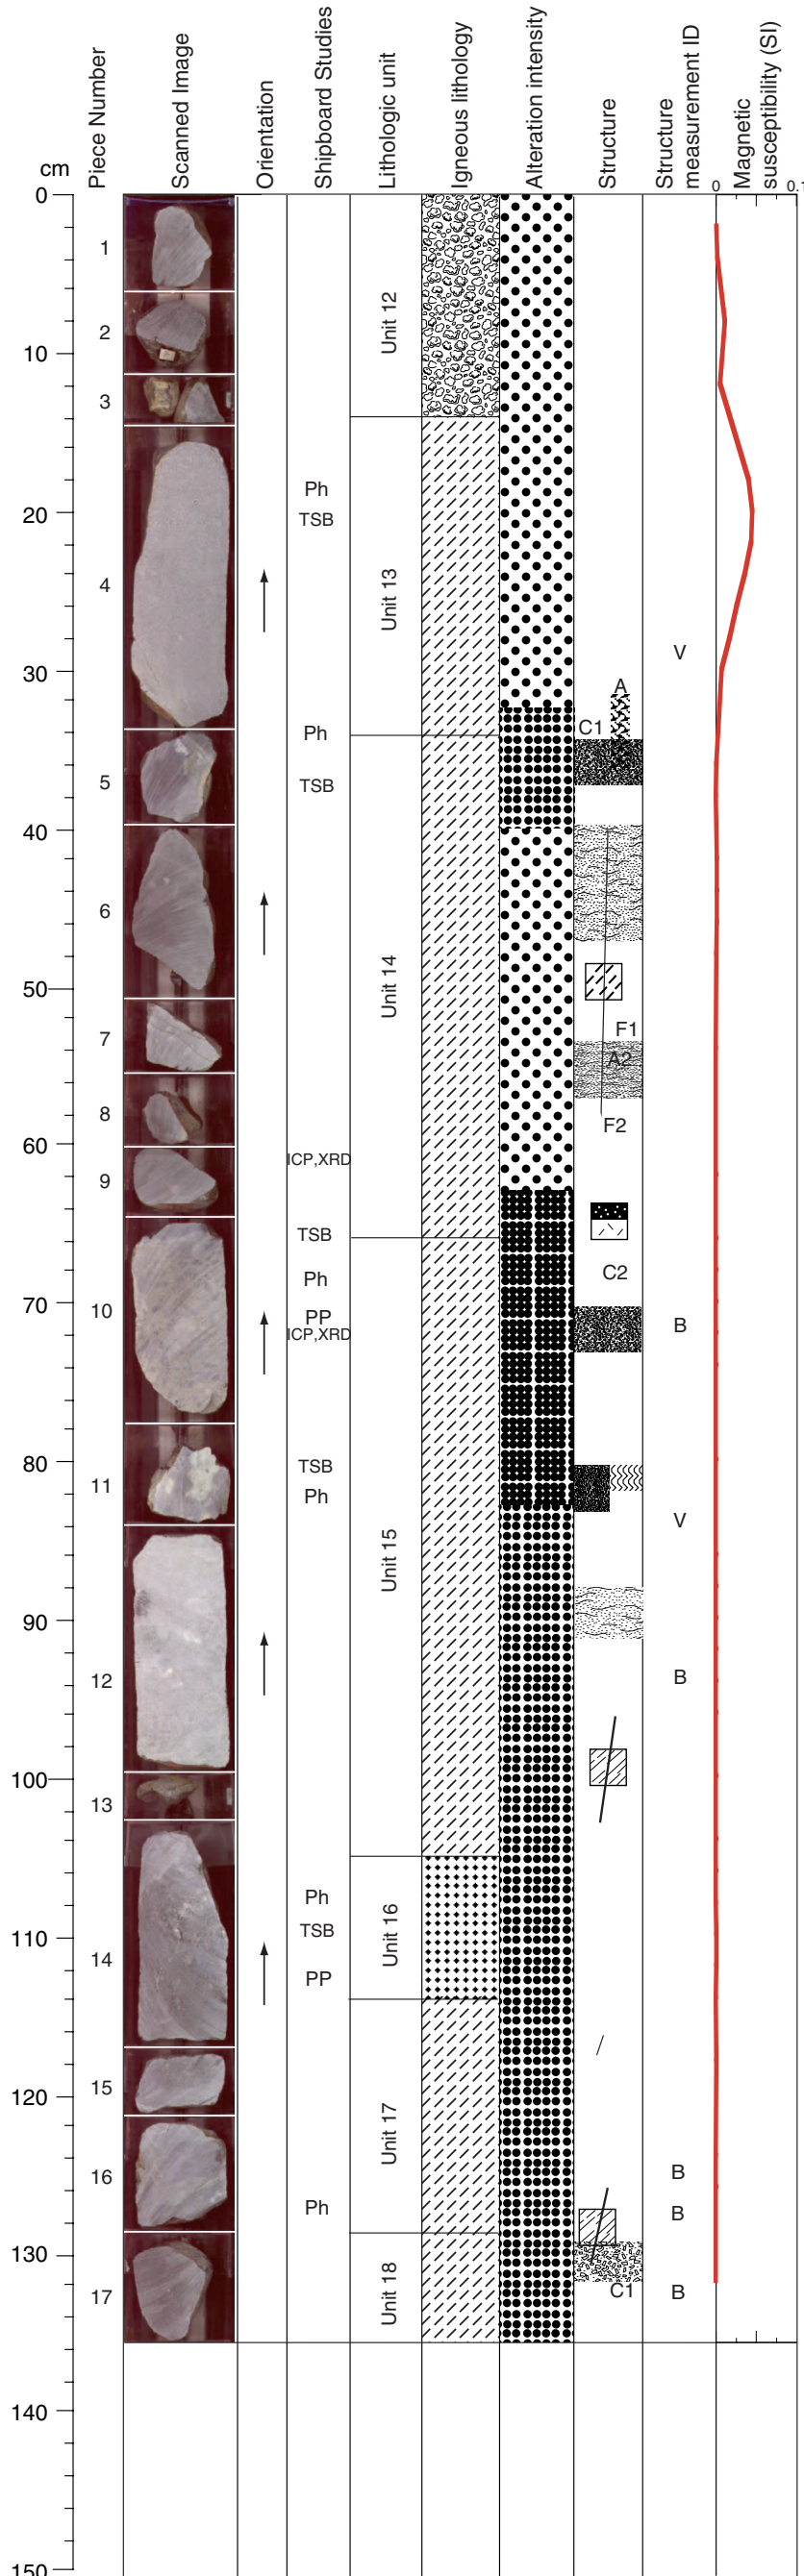 cm
Piece Number
Scanned Image
Orientation
Shipboard Studies
Lithologic unit
Igneous lithology
Alteration intensity
Structure
Structure
measurement ID
Magnetic
susceptibility (SI)
0 0.1
0
1
Unit 12
2
10
3
Ph
20
TSB
4
Unit 13
V
30
A
C1
Ph
5
TSB
40
6
Unit 14
50
7
F1
A2
8
F2
60
ICP,XRD
9
TSB
C2
Ph
70
10
PP
B
ICP,XRD
80
TSB
11
Ph
V
Unit 15
90
12
B
100
13
Ph
Unit 16
TSB
110
14
PP
15
120
Unit 17
16
B
Ph
B
130
17
Unit 18
C1
B
140
150